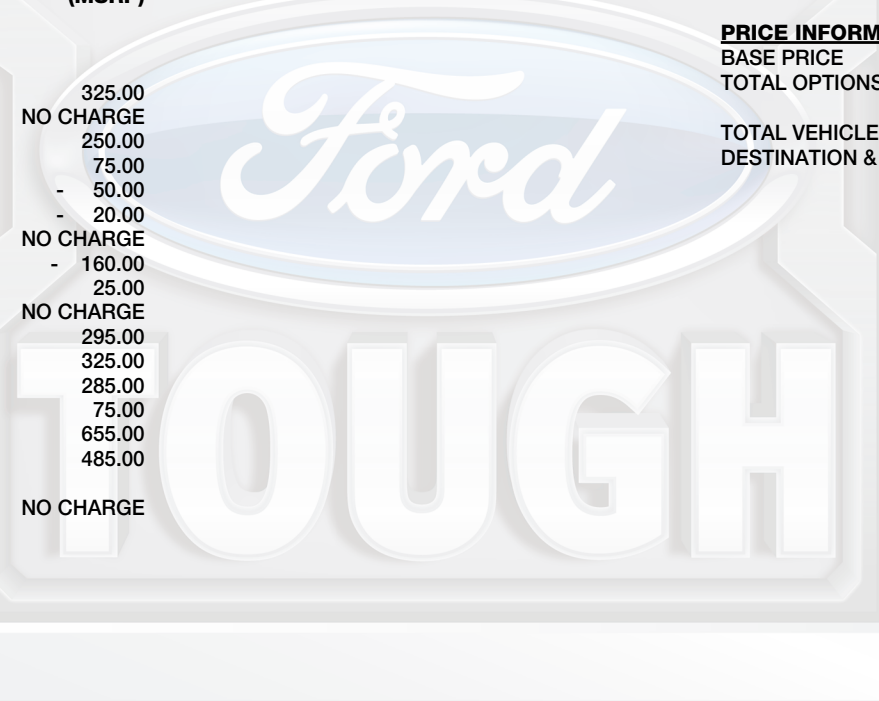 (MSRP)
325.00
NO CHARGE
250.00
75.00
- 50.00
- 20.00
NO CHARGE
- 160.00
25.00
NO CHARGE
295.00
325.00
285.00
75.00
655.00
485.00
NO CHARGE
PRICE INFORM
BASE PRICE
TOTAL OPTIONS
TOTAL VEHICLE
DESTINATION &
Ford
TOUGH